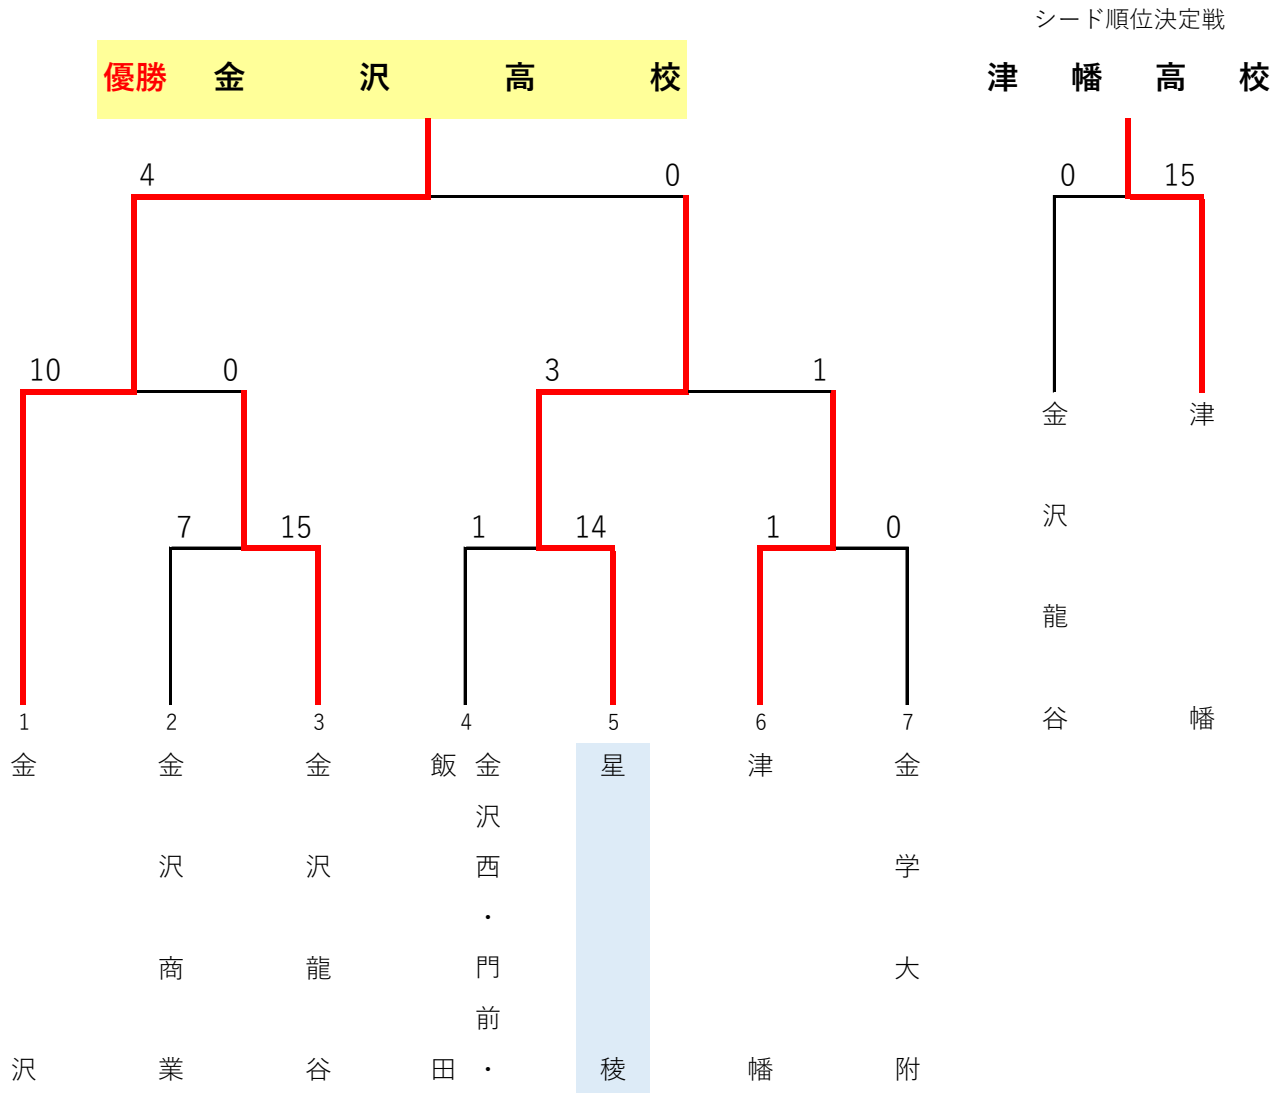 シード順位決定戦
優勝 金沢高校
津幡高校
4 0
0 15
10 0 3 1
7 15 1 14 1 0
1 2 3 4 5 6 7
金沢
金沢商業
金沢龍谷
金沢西・門前・
飯田
星稜
津幡
金学大附
金沢龍谷
津幡